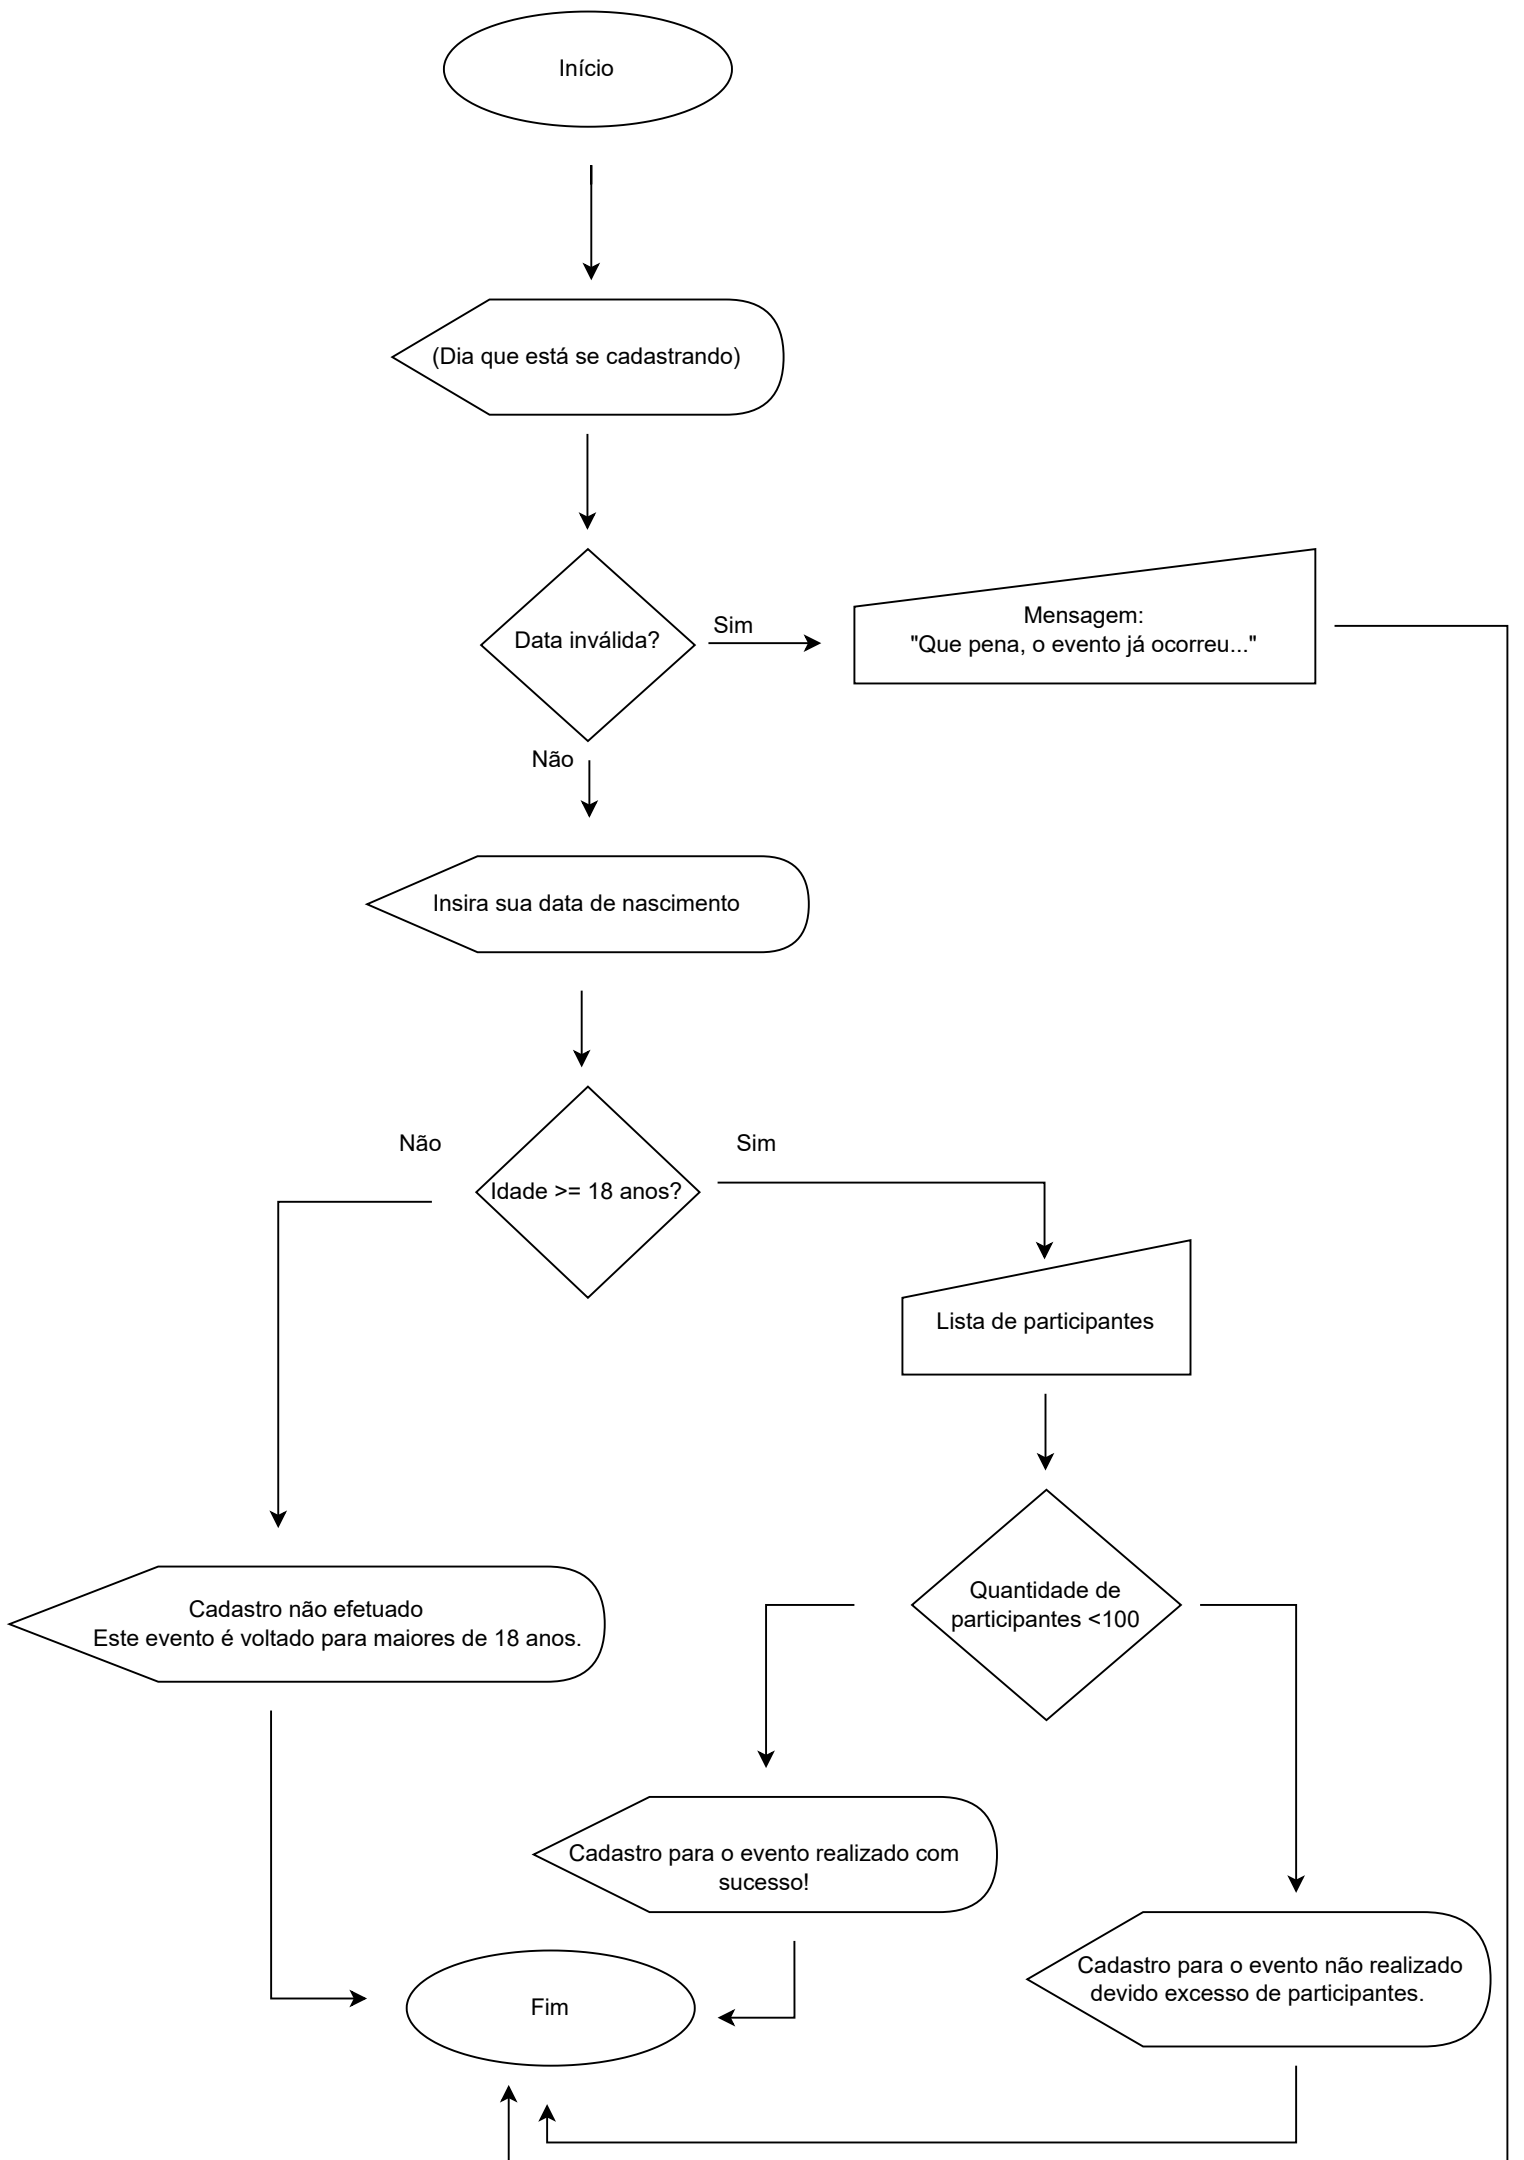 Início
(Dia que está se cadastrando)
Data inválida?
Sim
Mensagem:
"Que pena, o evento já ocorreu..."
Não
Insira sua data de nascimento
Não
Sim
Idade >= 18 anos?
Lista de participantes
Quantidade de
participantes <100
Cadastro não efetuado
Este evento é voltado para maiores de 18 anos.
Cadastro para o evento realizado com
sucesso!
Cadastro para o evento não realizado
devido excesso de participantes.
Fim